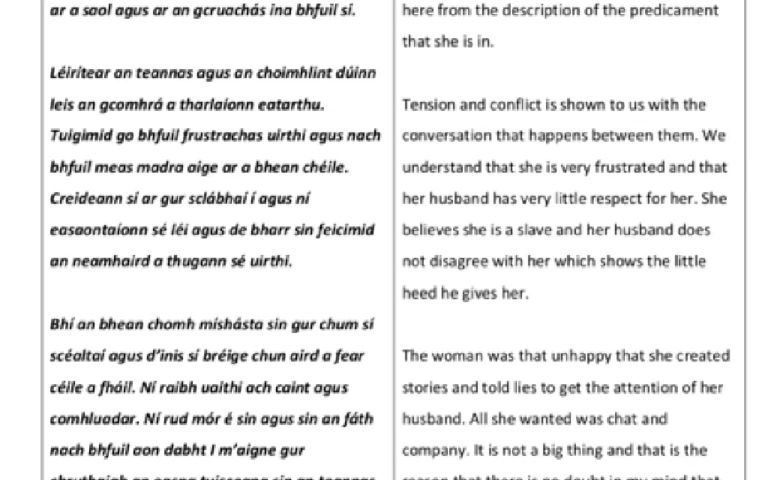 ar a saol agus ar an gcruachás ina bhfuil sí.
Léirítear an teannas agus an choimhlint dúinn
leis an gcomhrá a tharlaíonn eatarthu.
Tuigimid go bhfuil frustrachas uirthi agus nach
bhfuil meas madra aige ar a bhean chéile.
Creideann sí ar gur sclábhaí í agus ní
easaontaíonn sé léi agus de bharr sin feicimid
an neamhaird a thugann sé uirthi.
Bhí an bhean chomh míshásta sin gur chum sí
scéaltaí agus d'inis sí bréige chun aird a fear
céile a fháil. Ní raibh uaithi ach caint agus
comhluadar. Ní rud mór é sin agus sin an fáth
nach bhfuil aon dabht I m'aigne gur
chruthaigh an easpa tuisceana sin an teannas
here from the description of the predicament
that she is in.
Tension and conflict is shown to us with the
conversation that happens between them. We
understand that she is very frustrated and that
her husband has very little respect for her. She
believes she is a slave and her husband does
not disagree with her which shows the little
heed he gives her.
The woman was that unhappy that she created
stories and told lies to get the attention of her
husband. All she wanted was chat and
company. It is not a big thing and that is the
reason that there is no doubt in my mind that